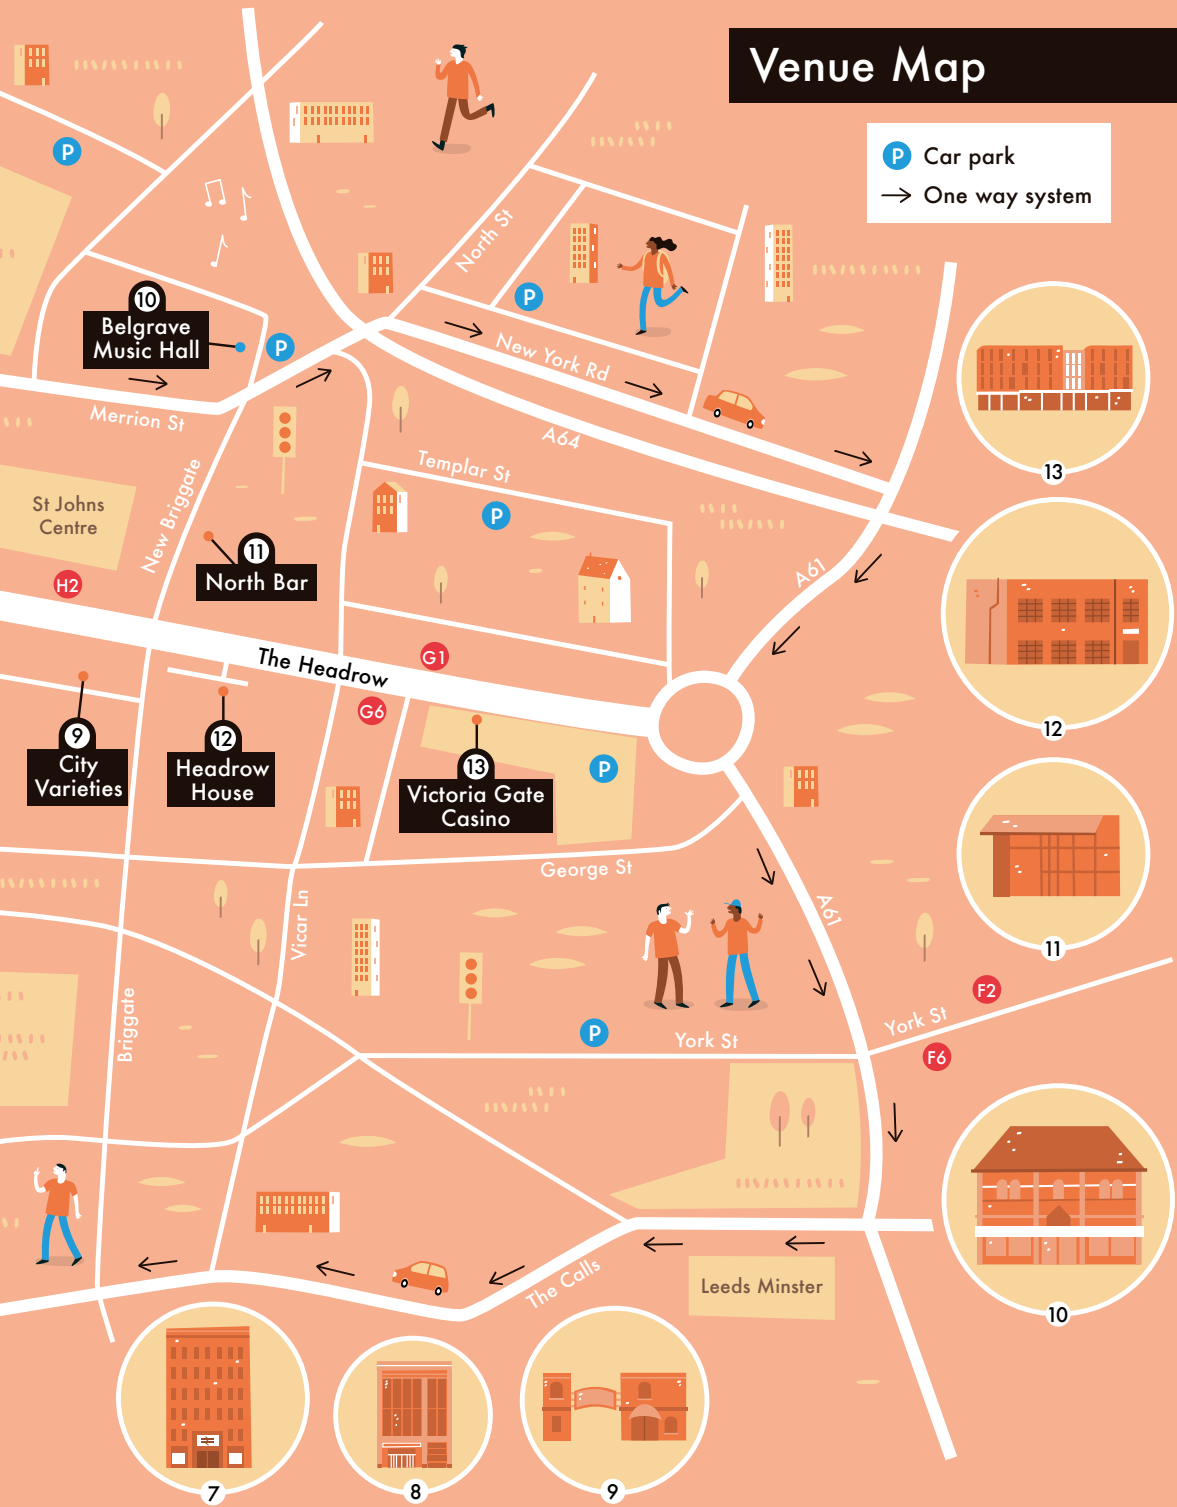 Venue Map
P Car park
One way system
P
North St
P
10
Belgrave
Music Hall
P
New York Rd
Merrion St
A64
13
Templar St
P
New Briggate
St Johns
Centre
11
North Bar
H2
A61
The Headrow
G1
G6
12
9
City
Varieties
12
Headrow
House
13
Victoria Gate
Casino
P
George St
Vicar Ln
A61
11
Briggate
P
York St
York St
F2
F6
The Calls
Leeds Minster
10
7
8
9